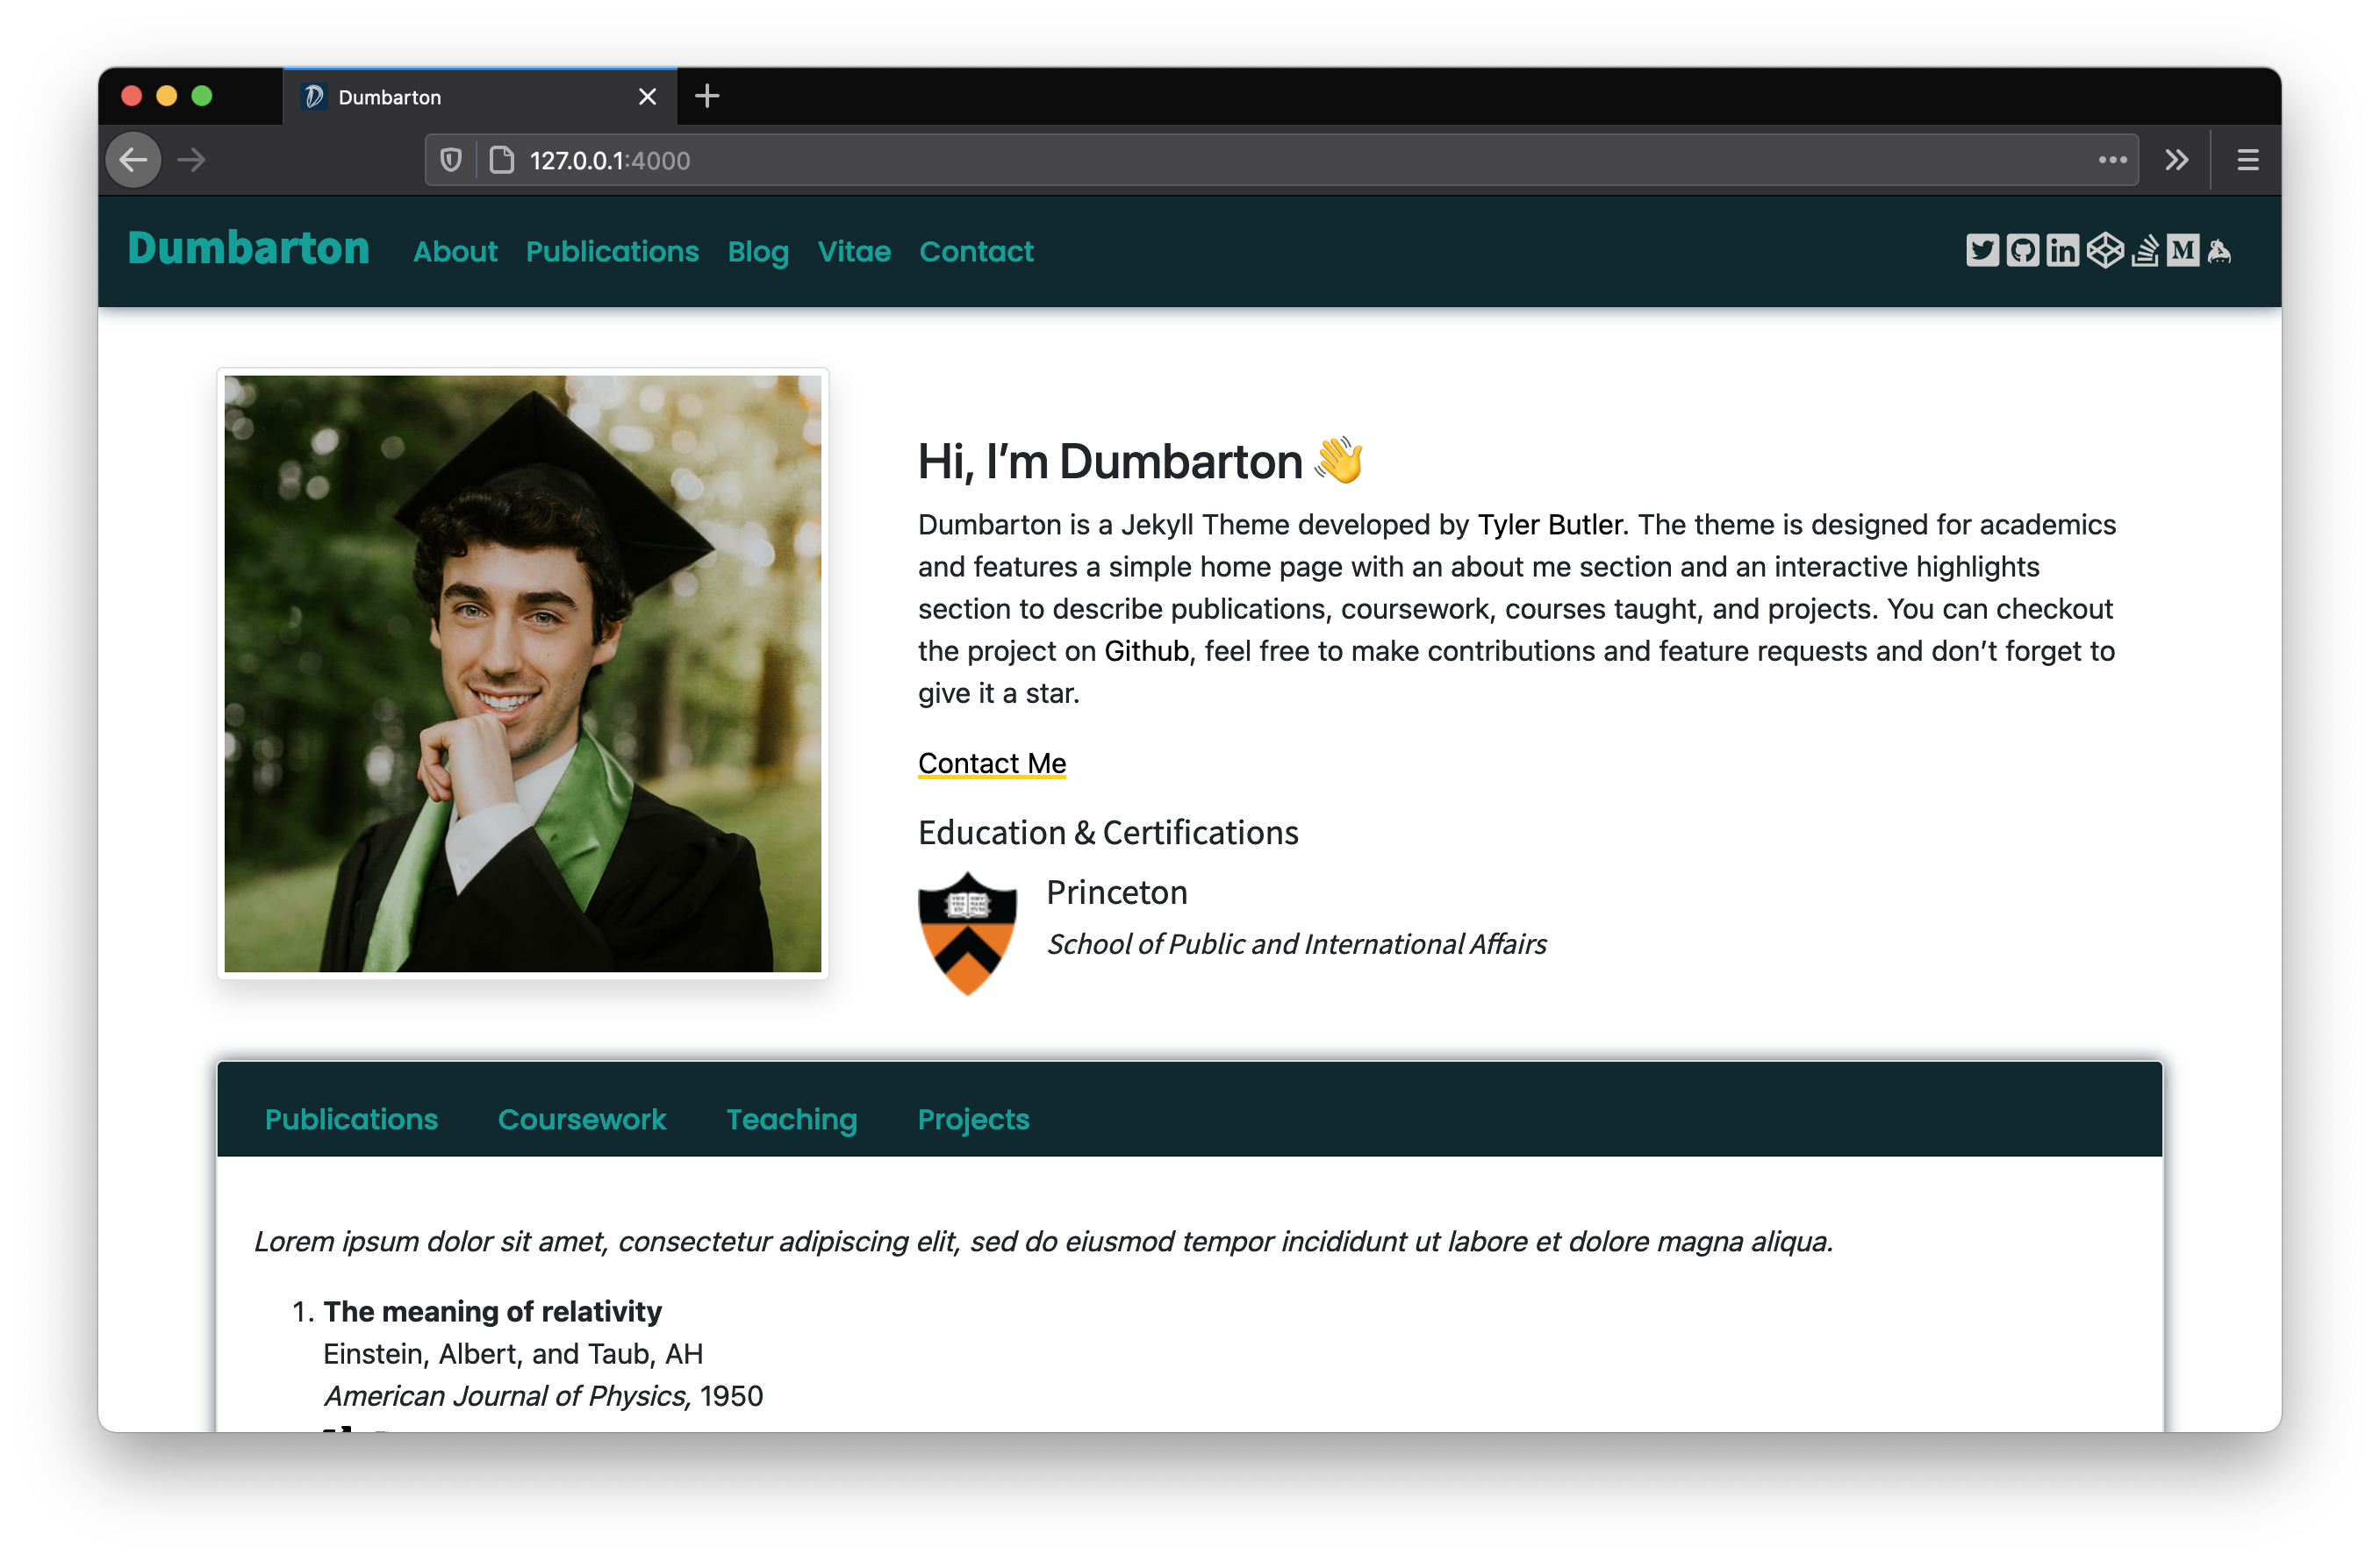 Dumbarton
127.0.0.1:4000
Dumbarton About Publications Blog Vitae Contact
Hi, I’m Dumbarton 👋
Dumbarton is a Jekyll Theme developed by Tyler Butler. The theme is designed for academics
and features a simple home page with an about me section and an interactive highlights
section to describe publications, coursework, courses taught, and projects. You can checkout
the project on Github, feel free to make contributions and feature requests and don’t forget to
give it a star.
Contact Me
Education & Certifications
Princeton
School of Public and International Affairs
Publications Coursework Teaching Projects
Lorem ipsum dolor sit amet, consectetur adipiscing elit, sed do eiusmod tempor incididunt ut labore et dolore magna aliqua.
1. The meaning of relativity
Einstein, Albert, and Taub, AH
American Journal of Physics, 1950